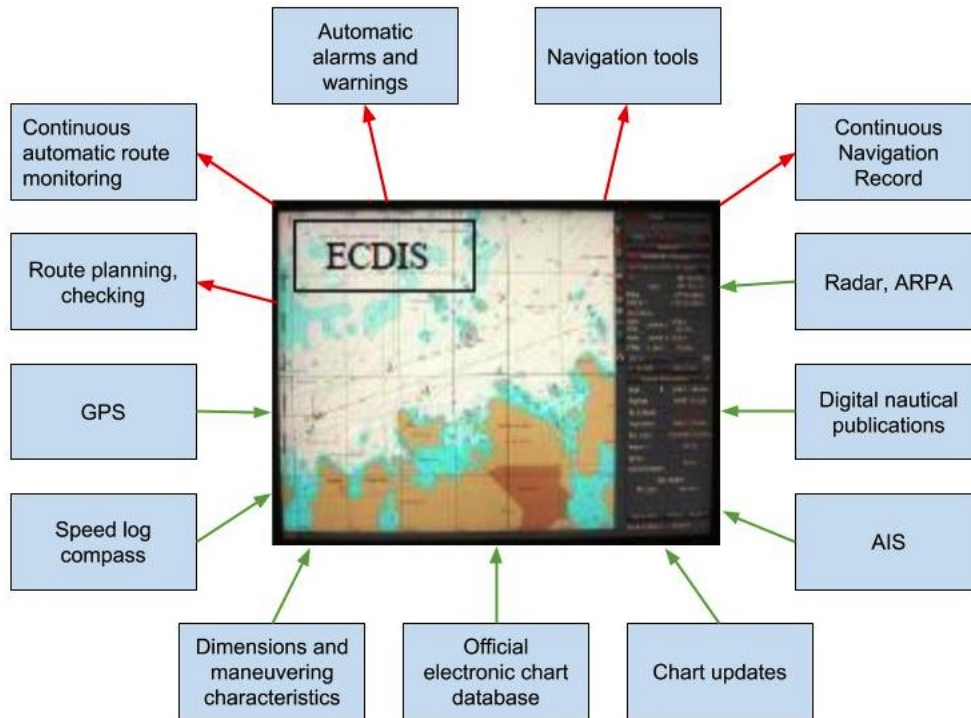 Automatic
alarms and
warnings
Navigation tools
Continuous
automatic route
monitoring
Continuous
Navigation
Record
ECDIS
Route planning,
checking
Radar, ARPA
GPS
Digital nautical
publications
Speed log
compass
AIS
Dimensions and
maneuvering
characteristics
Official
electronic chart
database
Chart updates